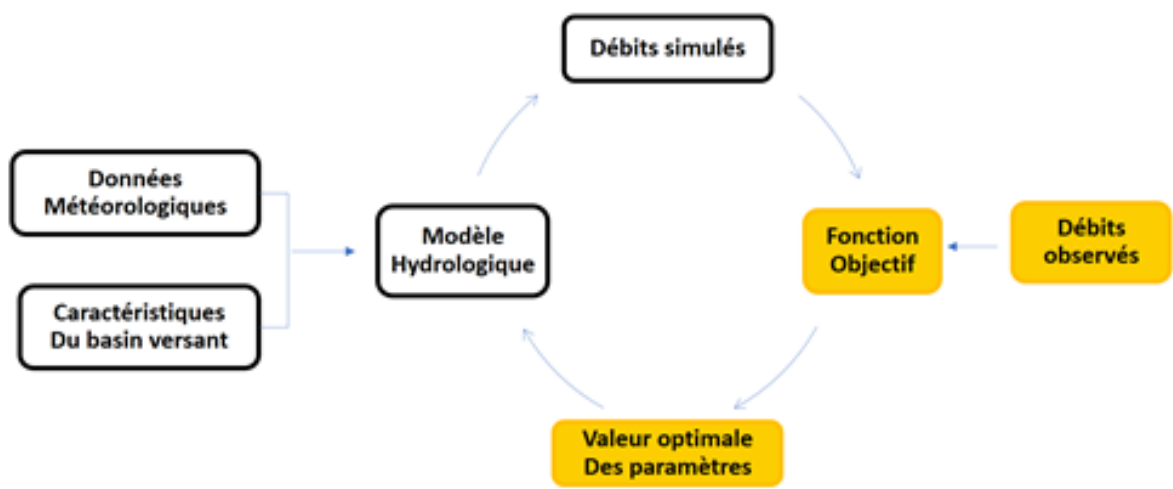 Débits simulés
Données
Météorologiques
Modèle
Hydrologique
Fonction
Objectif
Débits
observés
Caractéristiques
Du basin versant
Valeur optimale
Des paramètres